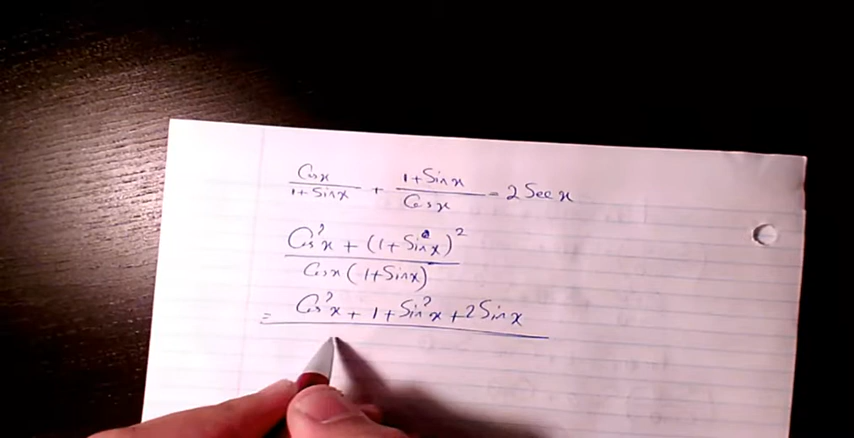 Cos x / 1 + Sin x + 1 + Sin x / Cos x = 2 Sec x
Cos²x + (1 + Sin x)² / Cos x (1 + Sin x)
= Cos²x + 1 + Sin²x + 2 Sin x